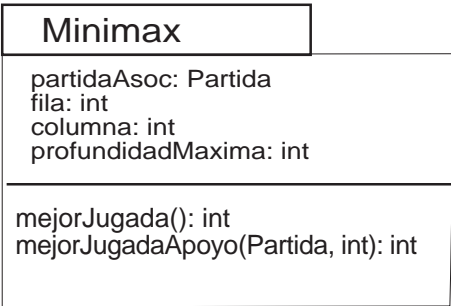 Minimax
partidaAsoc: Partida
fila: int
columna: int
profundidadMaxima: int
mejorJugada(): int
mejorJugadaApoyo(Partida, int): int